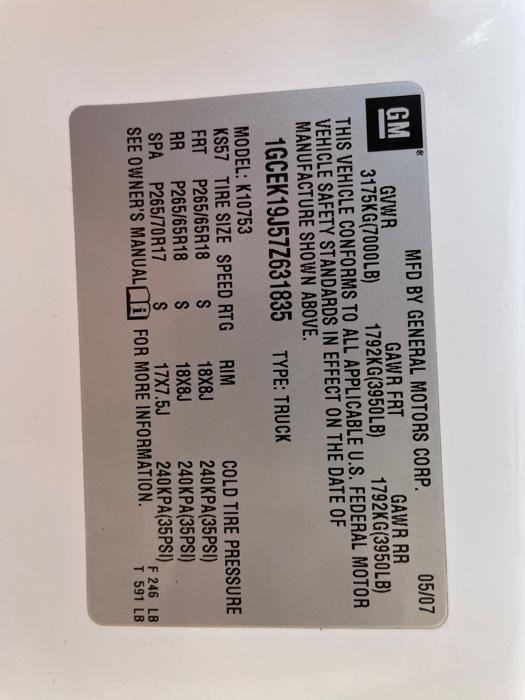 GM
MFD BY GENERAL MOTORS CORP. 05/07
GVWR GAWR FRT GAWR RR
3175KG(7000LB) 1792KG(3950LB) 1792KG(3950LB)
THIS VEHICLE CONFORMS TO ALL APPLICABLE U.S. FEDERAL MOTOR
VEHICLE SAFETY STANDARDS IN EFFECT ON THE DATE OF
MANUFACTURE SHOWN ABOVE.
1GCEK19J57Z631835 TYPE: TRUCK
MODEL: K10753
KS57 TIRE SIZE SPEED RTG RIM COLD TIRE PRESSURE
FRT P265/65R18 S 18X8J 240KPA(35PSI)
RR P265/65R18 S 18X8J 240KPA(35PSI)
SPA P265/70R17 S 17X7.5J 240KPA(35PSI)
SEE OWNER'S MANUAL FOR MORE INFORMATION.
F 246 LB
T 591 LB